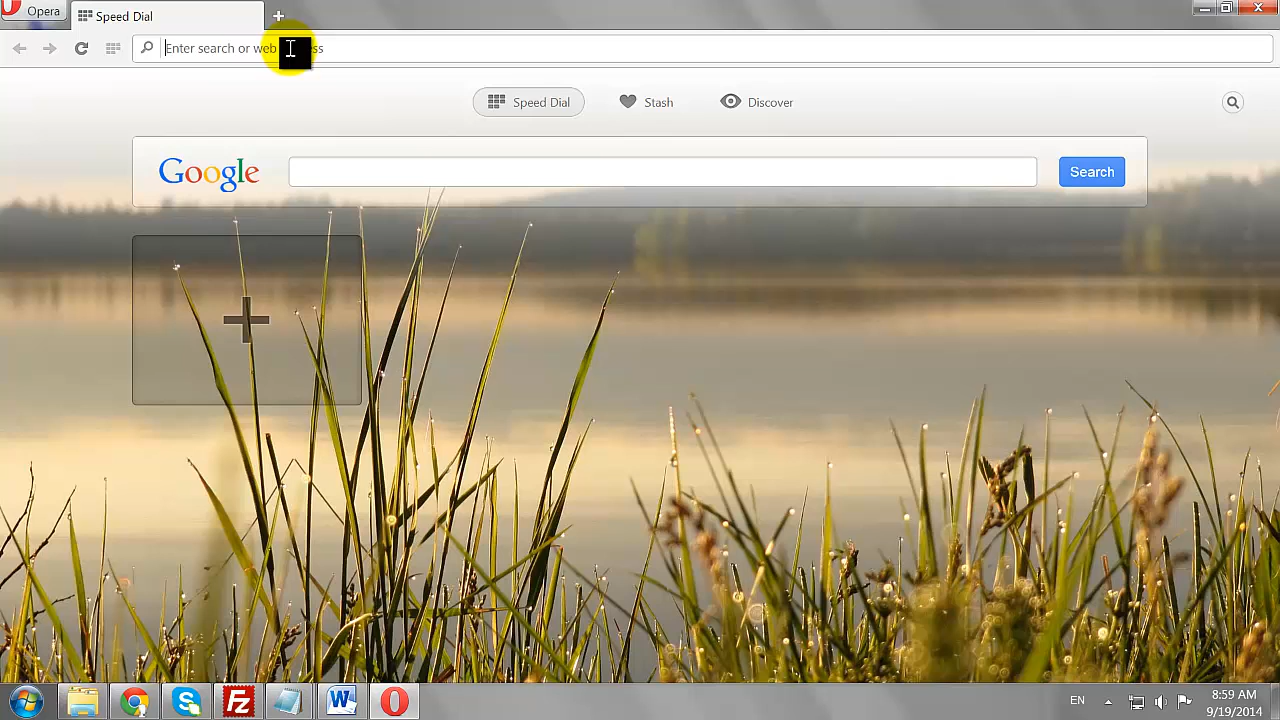 Opera
Speed Dial
Enter search or web
ss
Speed Dial
Stash
Discover
Google
Search
EN
8:59 AM
9/19/2014